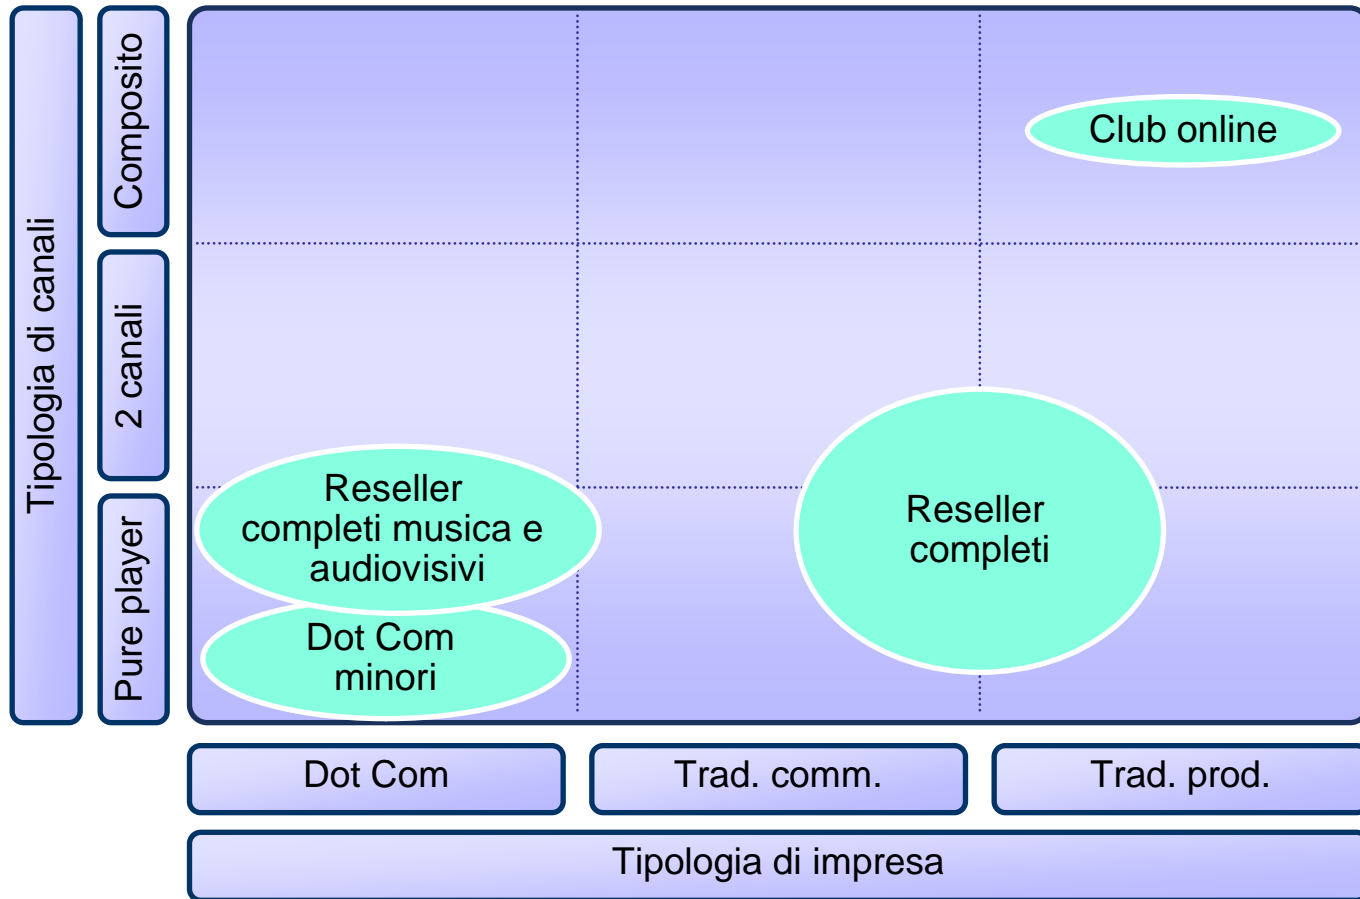 Tipologia di canali
Composito
2 canali
Pure player
Club online
Reseller
completi musica e
audiovisivi
Reseller
completi
Dot Com
minori
Dot Com
Trad. comm.
Trad. prod.
Tipologia di impresa